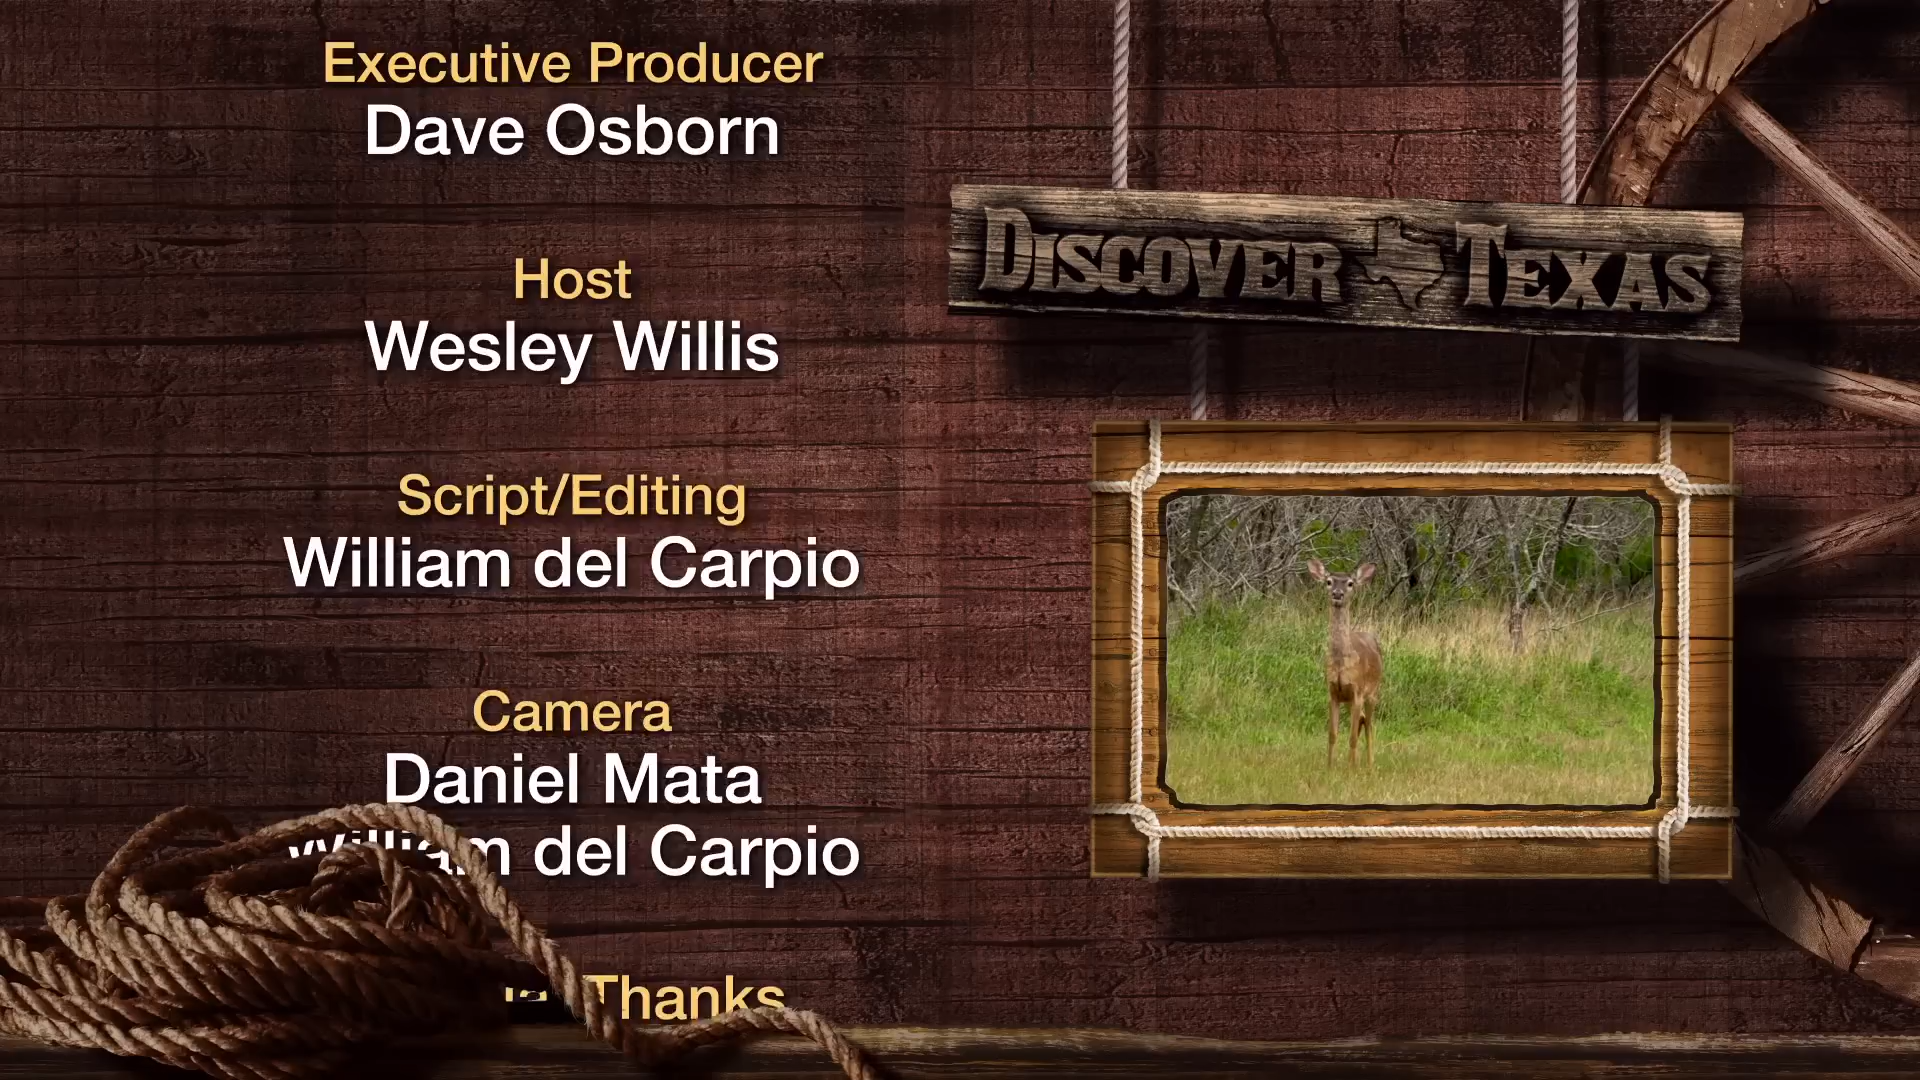 Executive Producer
Dave Osborn
Host
Wesley Willis
Script/Editing
William del Carpio
Camera
Daniel Mata
William del Carpio
Thanks
DISCOVER TEXAS